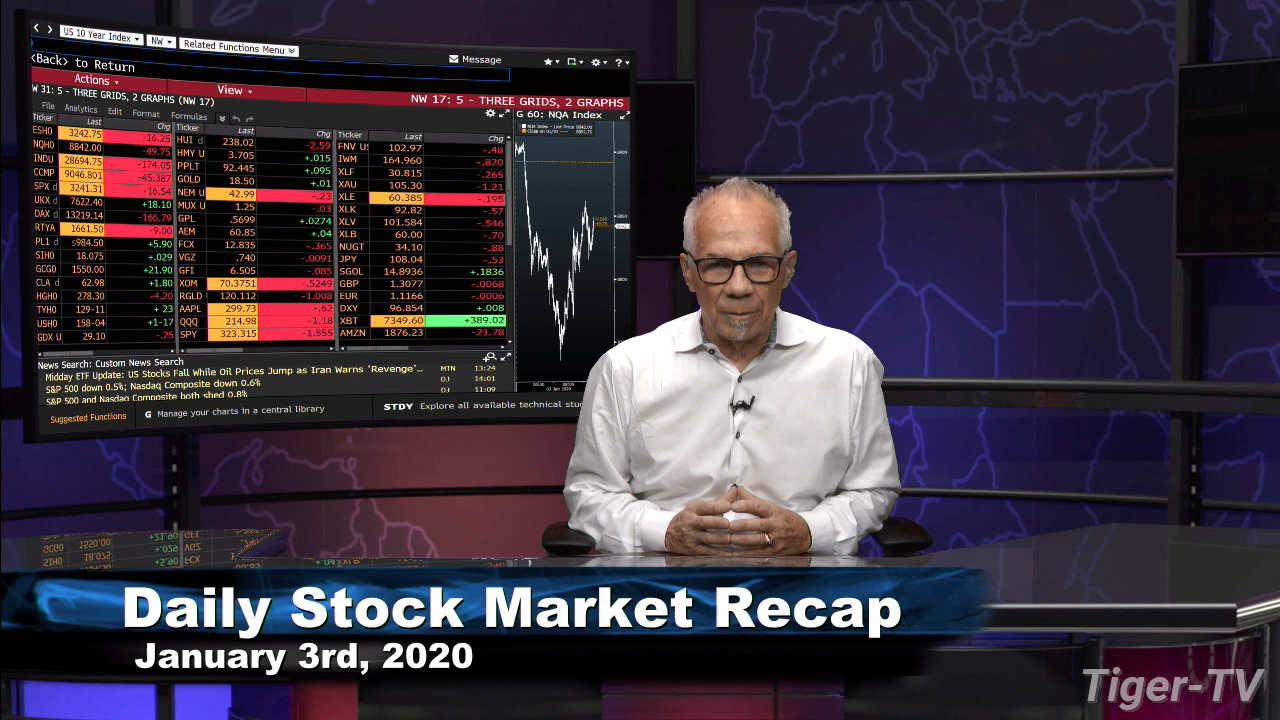 US 10 Year Index NW Related Functions Menu
<Back> to Return
Message
Actions View NW 17: 5 - THREE GRIDS, 2 GRAPHS
W 31: 5 - THREE GRIDS, 2 GRAPHS (NW 17)
G 60: NQA Index
File Analytics Edit Format Formulas
Ticker Last Chg Ticker Last Chg Ticker Last Chg
ESH0 3242.75 -16.25 HUI d 238.02 -2.59 FNV US 102.97 -.48
NQH0 8842.00 -49.75 HMY U 3.705 +.015 IWM 164.960 -.820
INDU 28694.75 -174.05 PPLT 92.445 +.095 XLF 30.815 -.265
CCMP 9046.801 -45.387 GOLD 18.50 +.01 XAU 105.30 -1.21
SPX d 3241.31 -16.54 NEM U 42.99 -.23 XLE 60.385 -.195
UKX d 7622.40 +18.10 MUX U 1.25 -.03 XLK 92.82 -.57
DAX d 13219.14 -166.79 GPL .5699 +.0274 XLV 101.584 -.546
RTYA 1661.50 -9.00 AEM 60.85 +.04 XLB 60.00 -.70
PL1 d s984.50 +5.90 FCX 12.835 -.365 NUGT 34.10 -.88
SIH0 18.075 +.029 VGZ .740 -.0091 JPY 108.04 -.53
GCG0 1550.00 +21.90 GFI 6.505 -.085 SGOL 14.8936 +.1836
CLA d 62.98 +1.80 XOM 70.3751 -.5249 GBP 1.3077 -.0068
HGH0 278.30 -4.20 RGLD 120.112 -1.008 EUR 1.1166 -.0006
TYH0 129-11 + 23 AAPL 299.73 -.62 DXY 96.854 +.008
USH0 158-04 +1-17 QQQ 214.98 -1.18 XBT 7349.60 +389.02
GDX U 29.10 -.25 SPY 323.315 -1.555 AMZN 1876.23 -21.78
News Search: Custom News Search
Midday ETF Update: US Stocks Fall While Oil Prices Jump as Iran Warns 'Revenge'... MTN 13:24
S&P 500 down 0.5%; Nasdaq Composite down 0.6% DJ 14:01
S&P 500 and Nasdaq Composite both shed 0.8% DJ 11:09
03 Jan 2020
Suggested Functions G Manage your charts in a central library STDY Explore all available technical stu
Daily Stock Market Recap
January 3rd, 2020
Tiger-TV